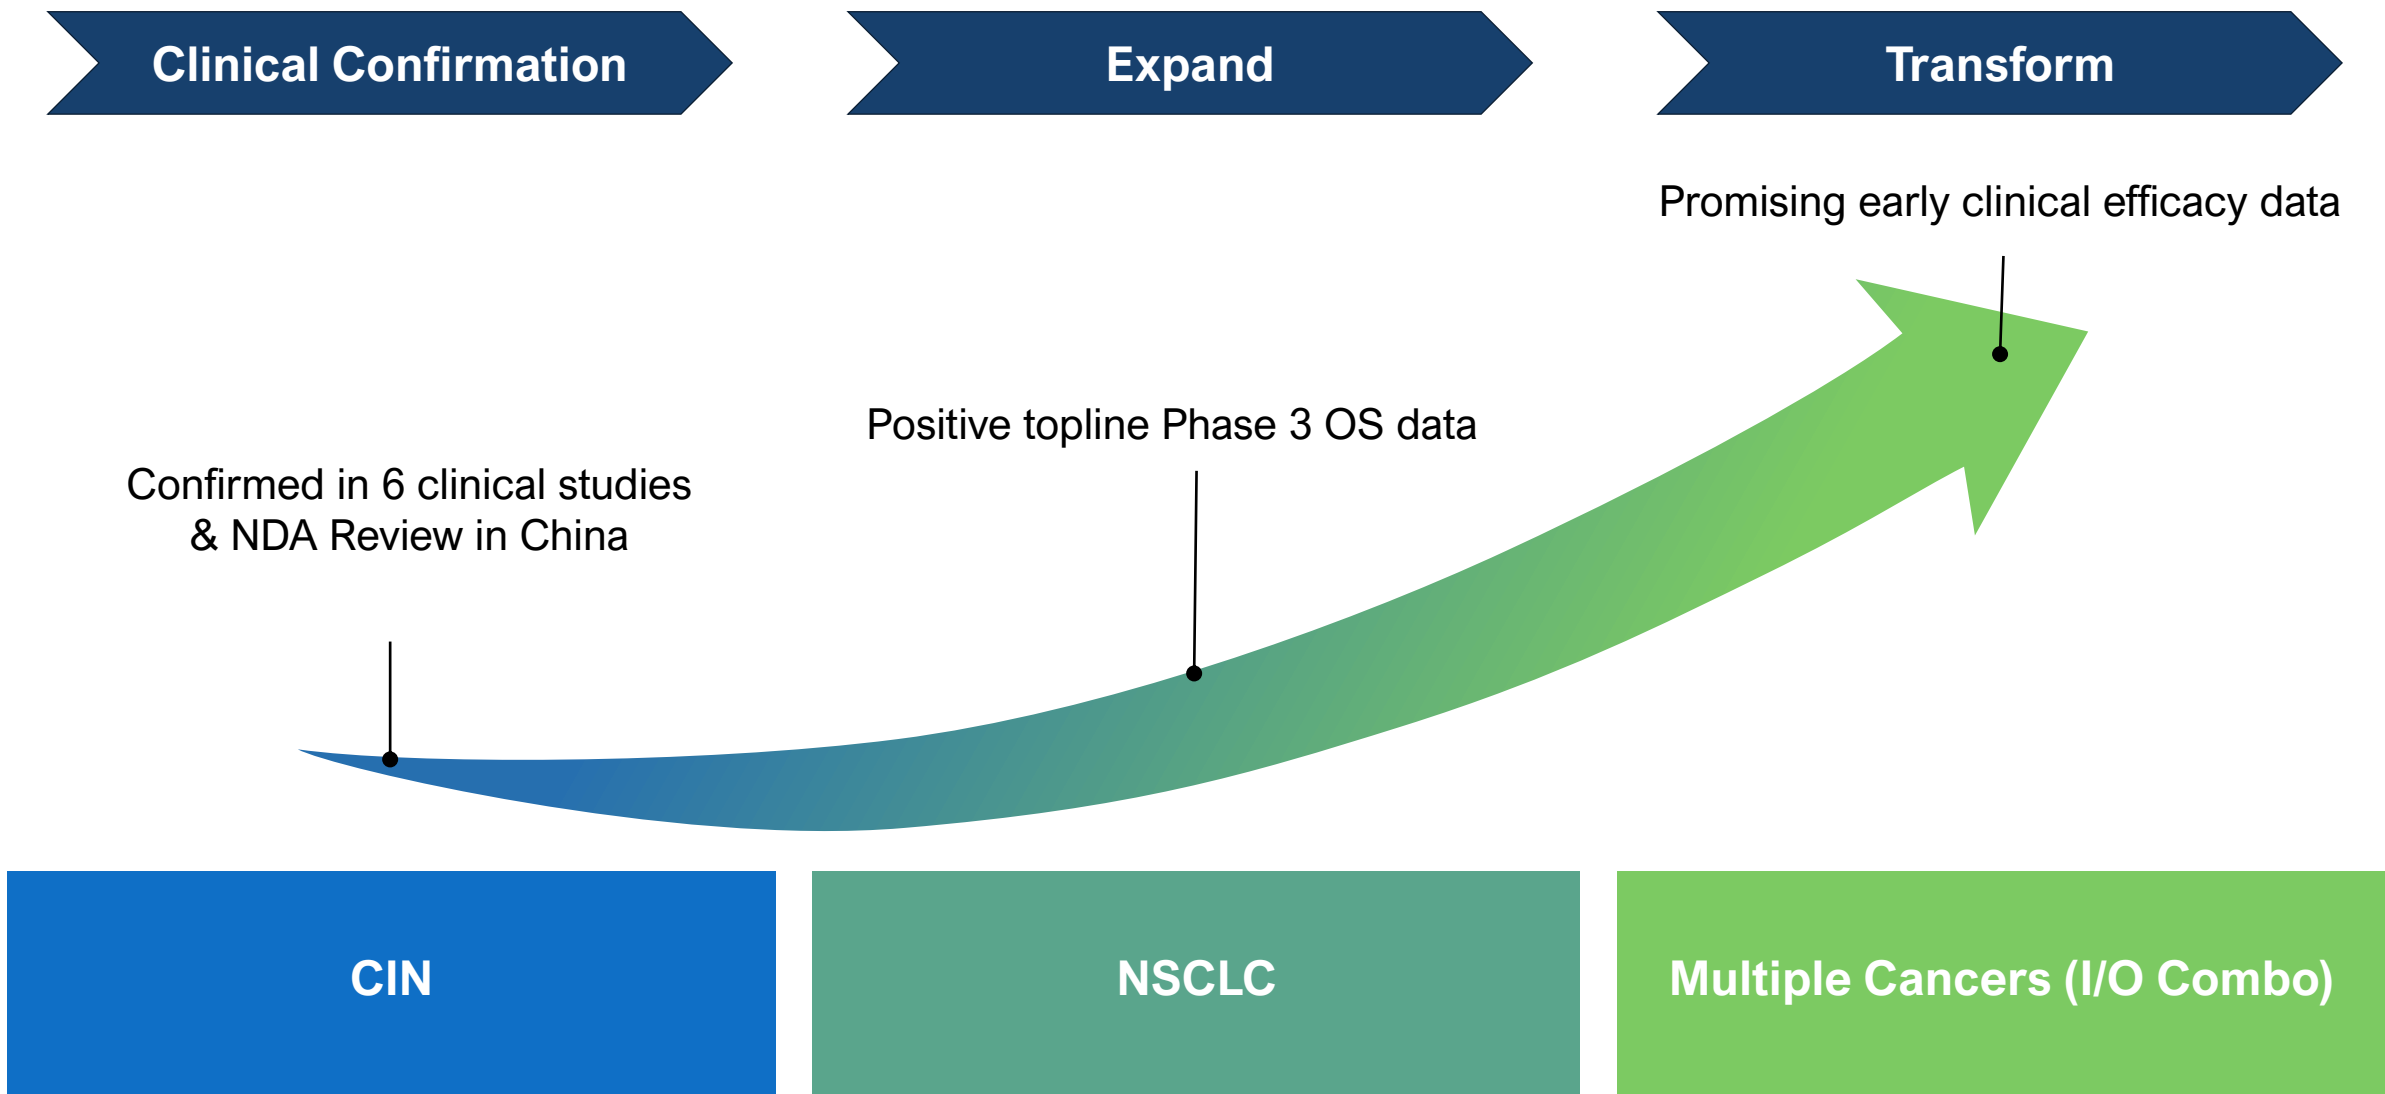 Clinical Confirmation
Expand
Transform
Promising early clinical efficacy data
Positive topline Phase 3 OS data
Confirmed in 6 clinical studies
& NDA Review in China
CIN
NSCLC
Multiple Cancers (I/O Combo)